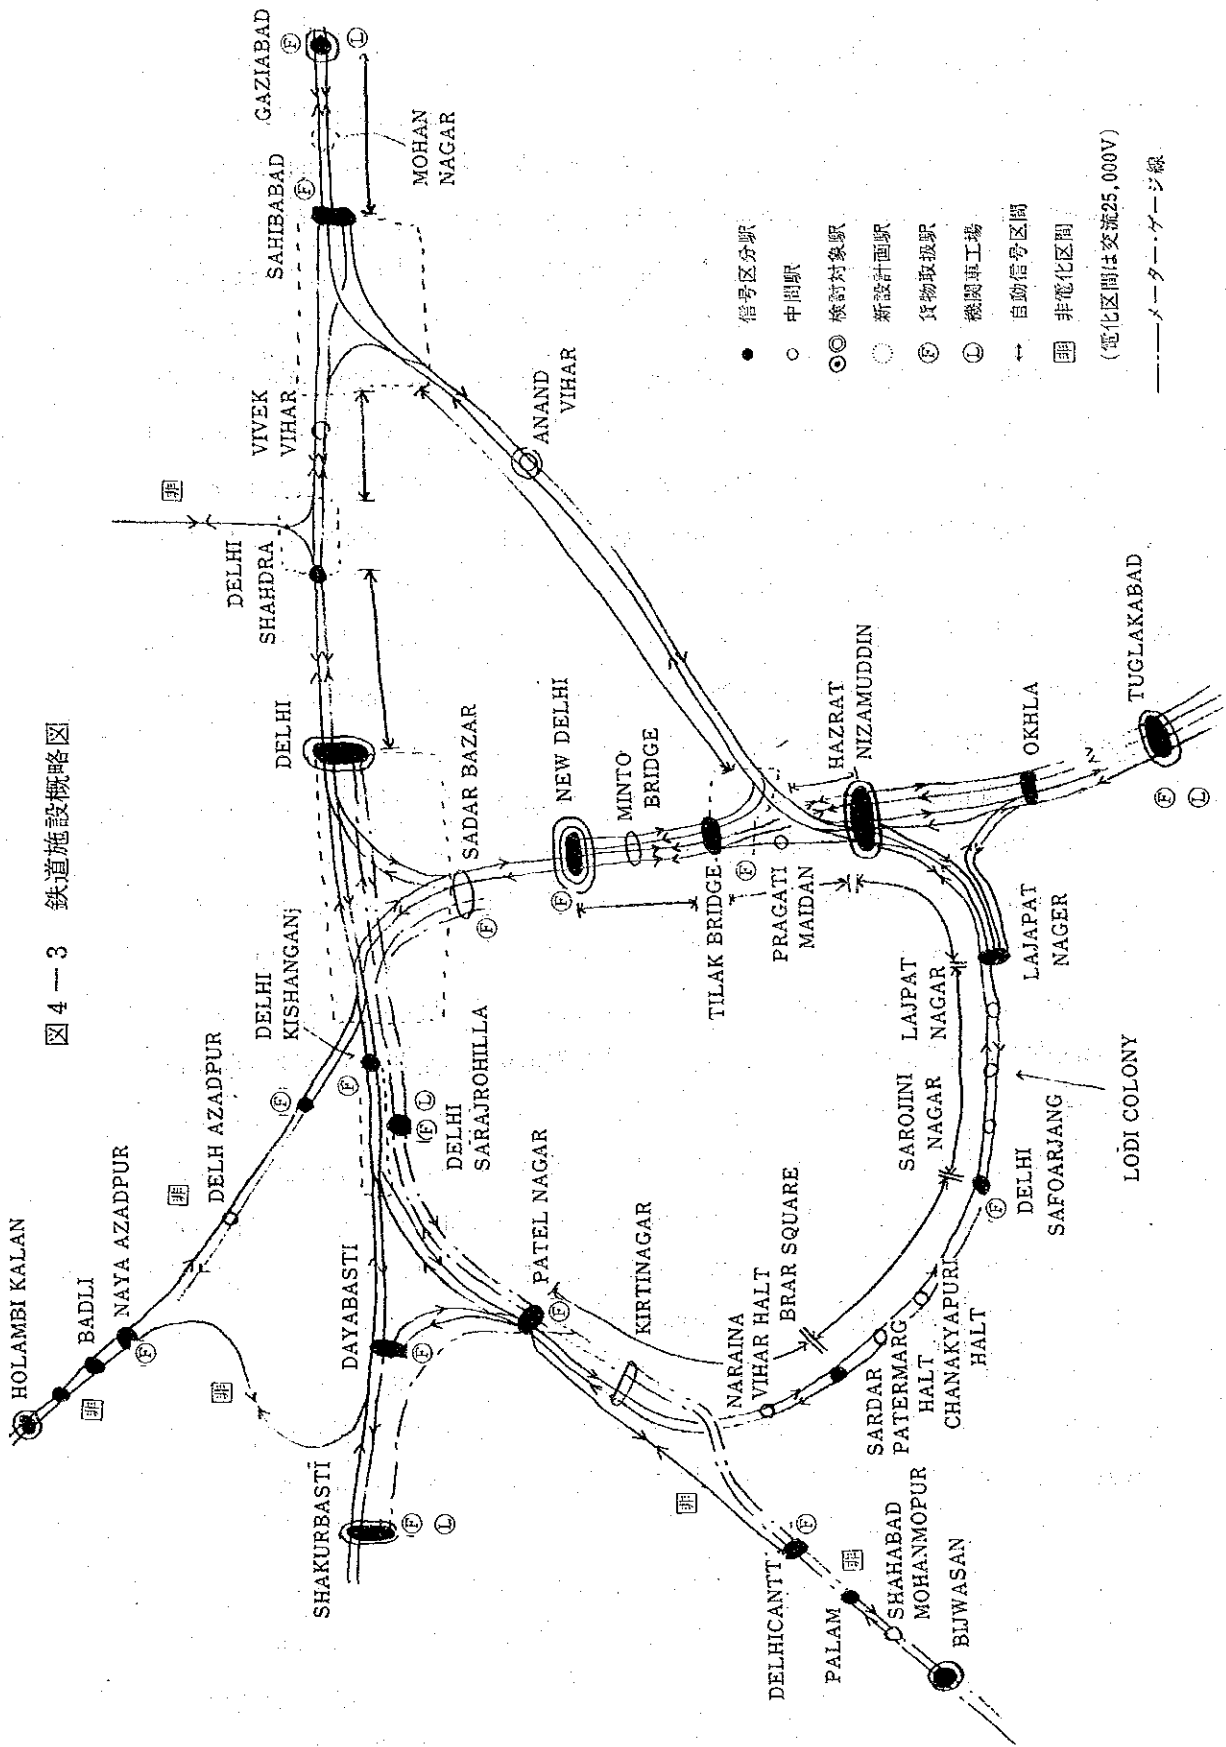 図4-3 鉄道施設概略図
HOLAMBI KALAN
BADLI
NAYA AZADPUR
Ⓕ
非
非
非
DELH AZADPUR
Ⓕ
DELHI
KISHANGANJ
Ⓕ
DELHI
SADAR BAZAR
Ⓕ
DELHI
SHAHDRA
非
VIVEK
VIHAR
SAHIBABAD
Ⓕ
GAZIABAD
Ⓕ
Ⓛ
MOHAN
NAGAR
SHAKURBASTI
Ⓕ
Ⓛ
DAYABASTI
Ⓕ
DELHI
SARAJROHILLA
Ⓕ Ⓛ
PATEL NAGAR
Ⓕ
KIRTINAGAR
NEW DELHI
Ⓕ
MINTO
BRIDGE
TILAK BRIDGE
Ⓕ
PRAGATI
MAIDAN
HAZRAT
NIZAMUDDIN
ANAND
VIHAR
OKHLA
TUGLAKABAD
Ⓕ
Ⓛ
LAJPAT
NAGAR
LAJAPAT
NAGER
SAROJINI
NAGAR
LODI COLONY
DELHI
SAFOARJANG
Ⓕ
NARAINA
VIHAR HALT
BRAR SQUARE
SARDAR
PATERMARG
HALT
CHANAKYAPURI
HALT
非
DELHICANTT
Ⓕ
PALAM
非
SHAHABAD
MOHANMOPUR
BIJWASAN
● 信号区分駅
○ 中間駅
◉◎ 検討対象駅
◌ 新設計画駅
Ⓕ 貨物取扱駅
Ⓛ 機関車工場
↔ 自動信号区間
非 非電化区間
(電化区間は交流25,000V)
—·— メーター・ゲージ線